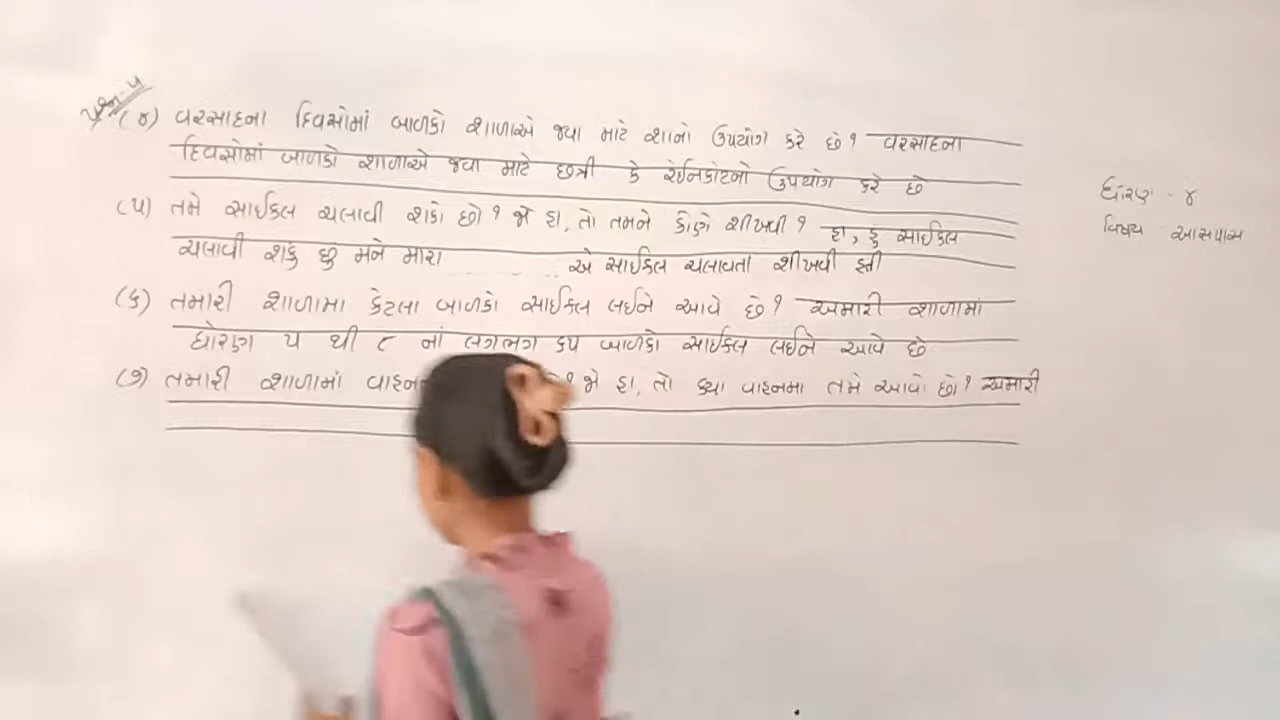 પ્રશ્ન-૫
(૪) વરસાદના દિવસોમાં બાળકો શાળાએ જવા માટે શાનો ઉપયોગ કરે છે? વરસાદના
દિવસોમાં બાળકો શાળાએ જવા માટે છત્રી કે રેઈનકોટનો ઉપયોગ કરે છે
(૫) તમે સાઈકલ ચલાવી શકો છો? જો હા, તો તમને કોણે શીખવી? હા, હુ સાઈકલ
ચલાવી શકુ છુ મને મારા ........... એ સાઈકલ ચલાવતા શીખવી હતી
(૬) તમારી શાળામા કેટલા બાળકો સાઈકલ લઈને આવે છે? અમારી શાળામાં
ધોરણ ૫ થી ૮ નાં લગભગ ૬૫ બાળકો સાઈકલ લઈને આવે છે
(૭) તમારી શાળામાં જો હા, તો કયા વાહનમા તમે આવો છો? અમારી
ધોરણ - ૪
વિષય આસપાસ